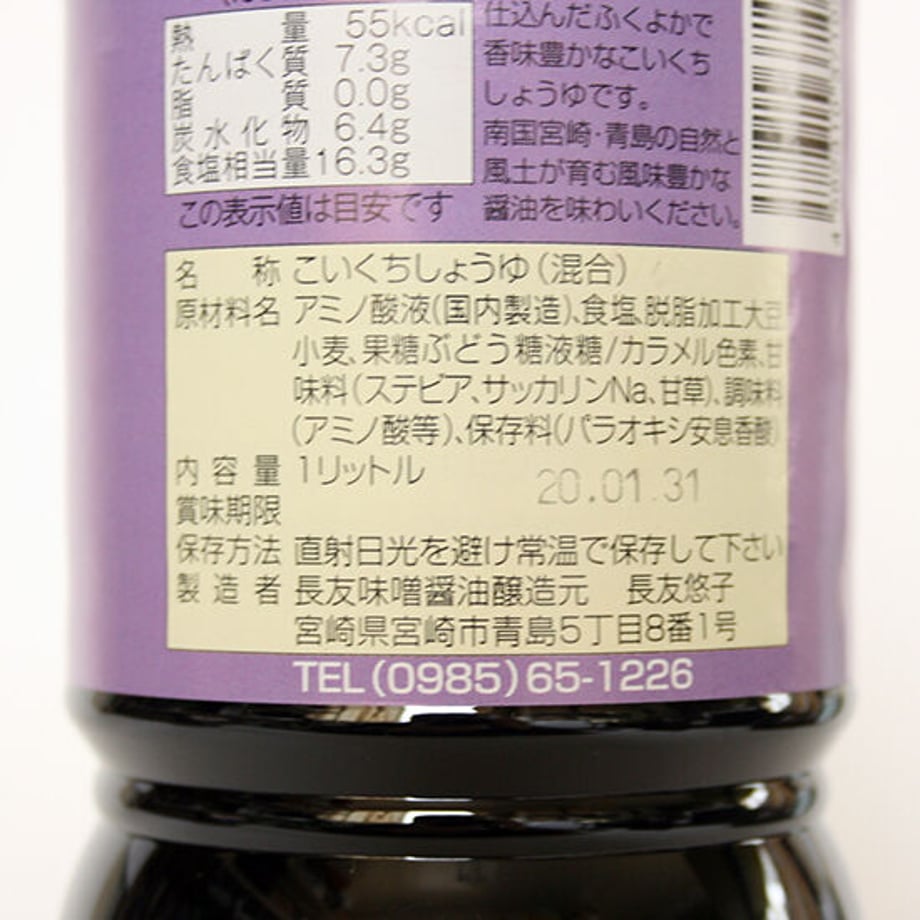 熱量 55kcal
たんぱく質 7.3g
脂質 0.0g
炭水化物 6.4g
食塩相当量16.3g
この表示値は目安です
仕込んだふくよかで
香味豊かなこいくち
しょうゆです。
南国宮崎・青島の自然と
風土が育む風味豊かな
醤油を味わいください。
名称 こいくちしょうゆ(混合)
原材料名 アミノ酸液(国内製造)、食塩、脱脂加工大豆
小麦、果糖ぶどう糖液糖/カラメル色素、甘
味料(ステビア、サッカリンNa、甘草)、調味料
(アミノ酸等)、保存料(パラオキシ安息香酸)
内容量 1リットル
賞味期限 20.01.31
保存方法 直射日光を避け常温で保存して下さい
製造者 長友味噌醤油醸造元 長友悠子
宮崎県宮崎市青島5丁目8番1号
TEL(0985)65-1226